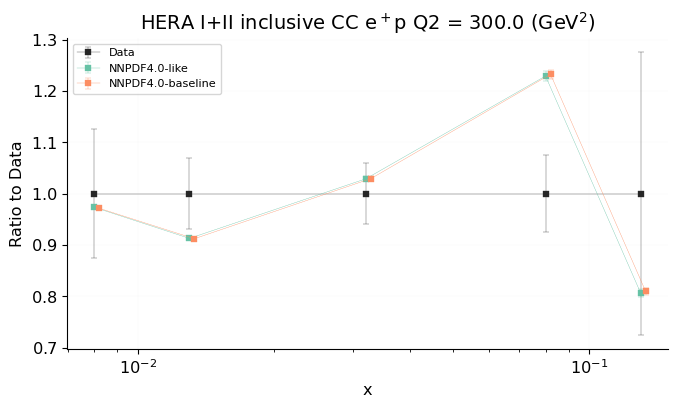 HERA I+II inclusive CC e⁺p Q2 = 300.0 (GeV²)
Data
NNPDF4.0-like
NNPDF4.0-baseline
1.3
1.2
1.1
1.0
0.9
0.8
0.7
Ratio to Data
10⁻² 10⁻¹
x